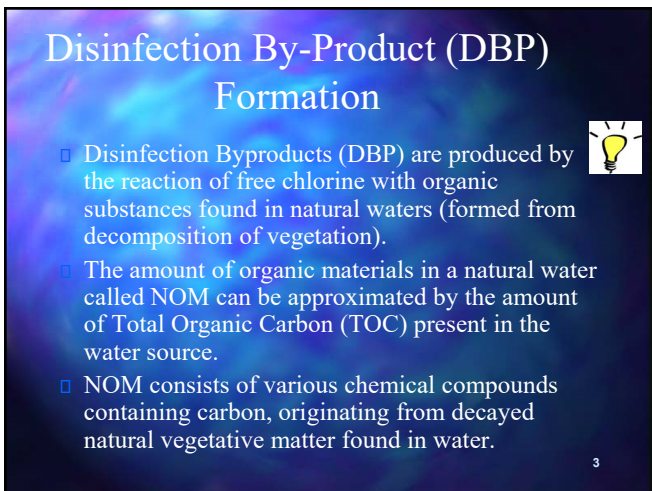 Disinfection By-Product (DBP)
Formation
Disinfection Byproducts (DBP) are produced by
the reaction of free chlorine with organic
substances found in natural waters (formed from
decomposition of vegetation).
The amount of organic materials in a natural water
called NOM can be approximated by the amount
of Total Organic Carbon (TOC) present in the
water source.
NOM consists of various chemical compounds
containing carbon, originating from decayed
natural vegetative matter found in water.
3